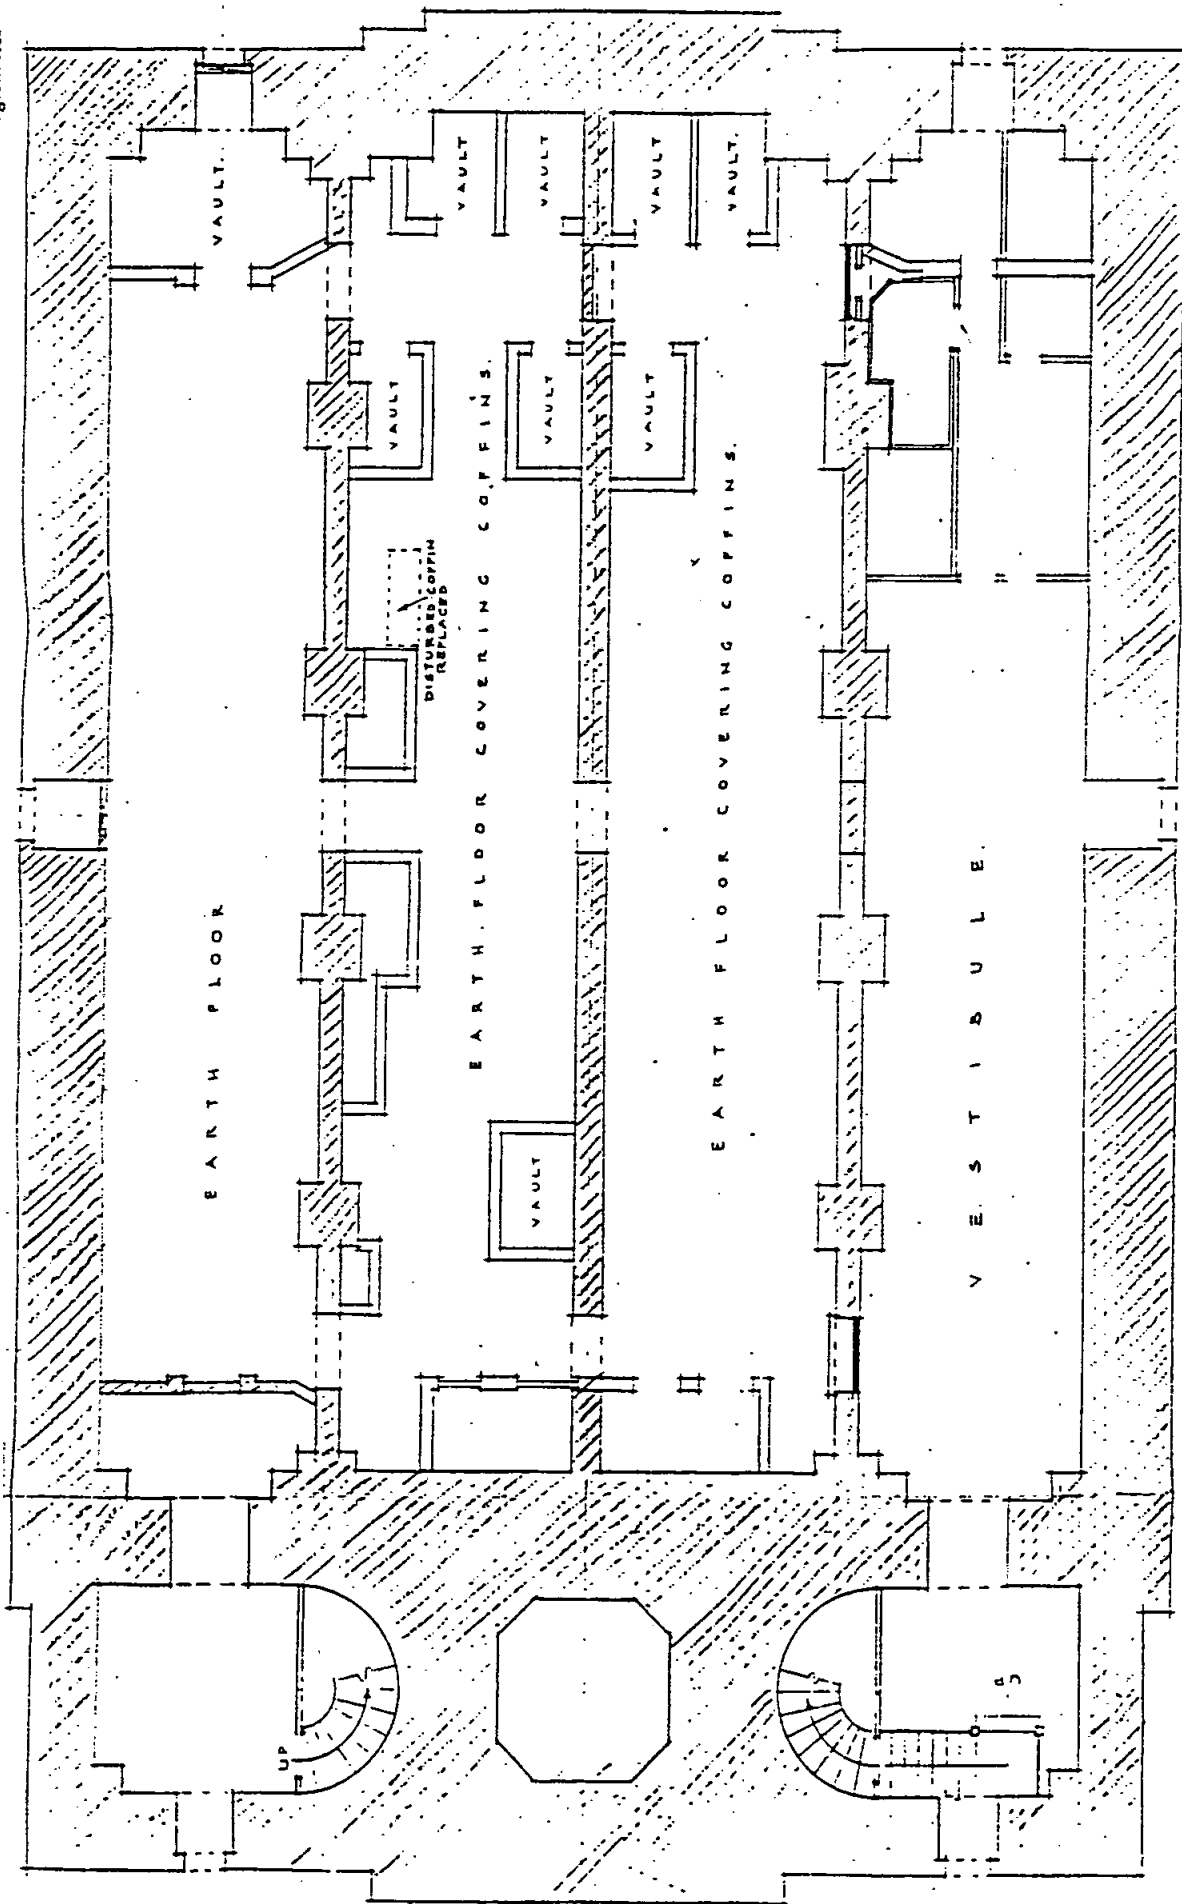 VAULT.
VAULT
VAULT
VAULT
VAULT.
VAULT
VAULT
VAULT
DISTURBED COFFIN
REPLACED
EARTH FLOOR
EARTH FLOOR COVERING COFFINS.
EARTH FLOOR COVERING COFFINS.
VESTIBULE.
VAULT
UP